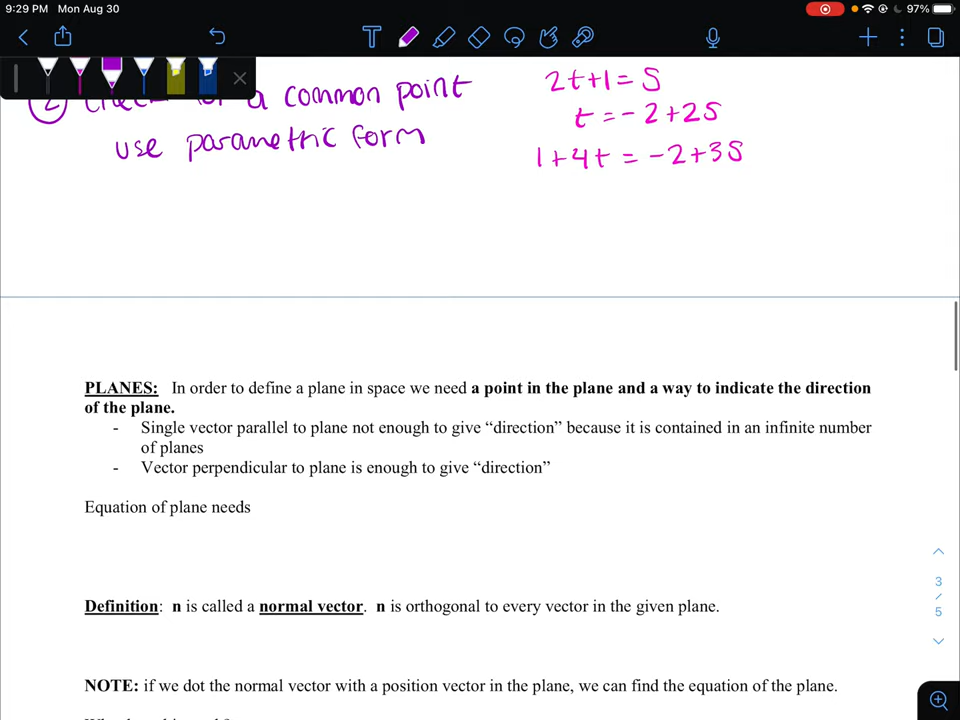 9:29 PM Mon Aug 30 97%
② a common point
use parametric form
2t+1=S
t=-2+2S
1+4t=-2+3S
PLANES: In order to define a plane in space we need a point in the plane and a way to indicate the direction
of the plane.
- Single vector parallel to plane not enough to give “direction” because it is contained in an infinite number
of planes
- Vector perpendicular to plane is enough to give “direction”
Equation of plane needs
3
/
5
Definition: n is called a normal vector. n is orthogonal to every vector in the given plane.
NOTE: if we dot the normal vector with a position vector in the plane, we can find the equation of the plane.